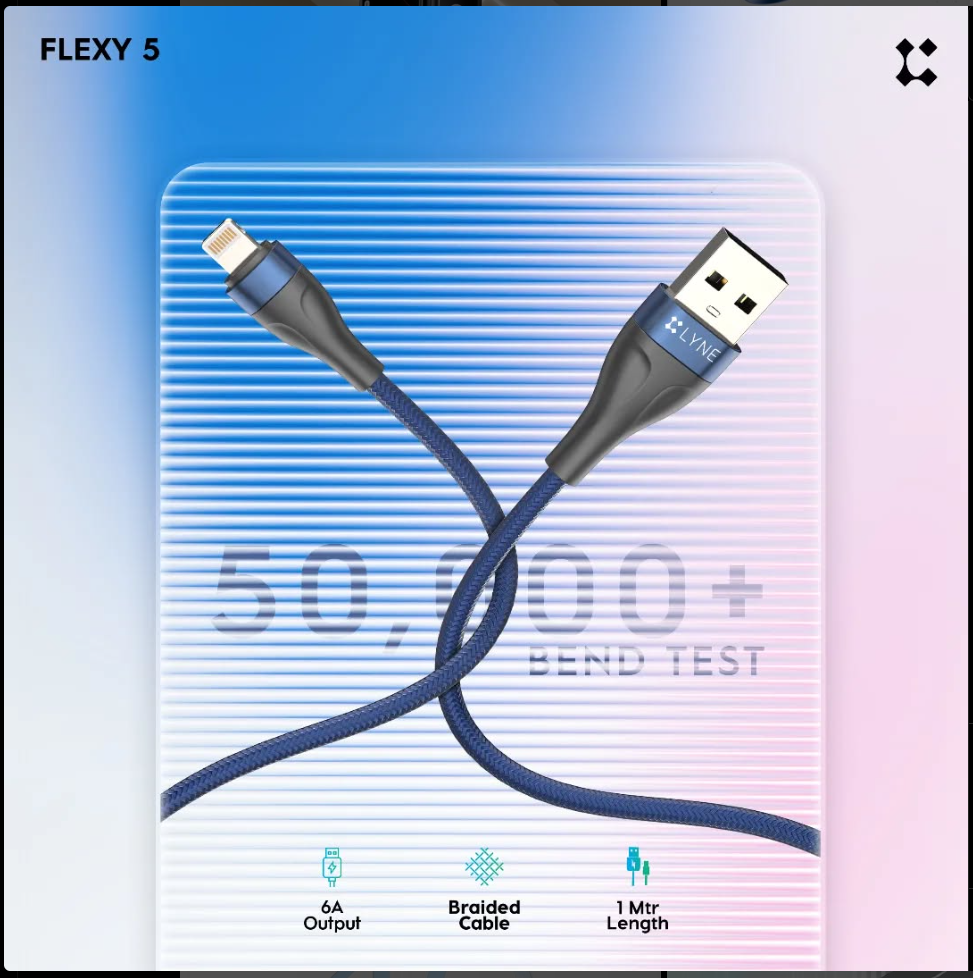 FLEXY 5
LYNE
50,000+
BEND TEST
6A
Output
Braided
Cable
1 Mtr
Length